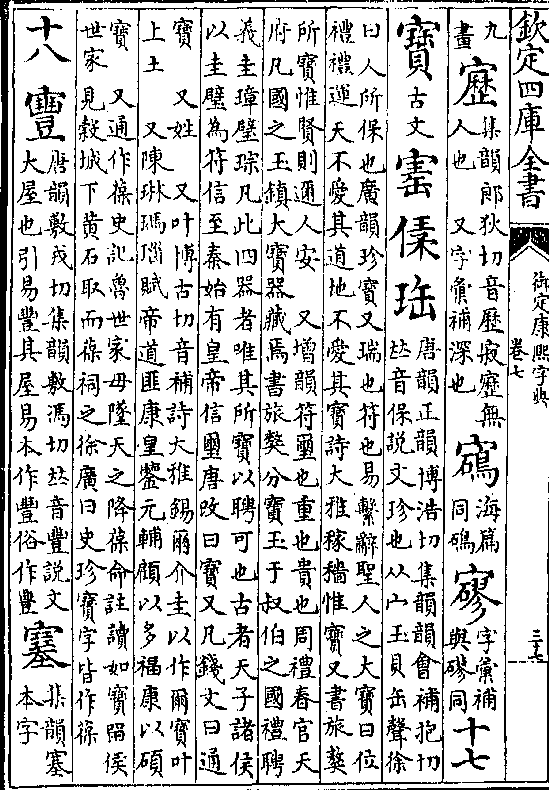 欽定四庫全書
御定康熙字典
卷七
九
畫
集韻郎狄切音歷寂 無
人也 又字彙補深也
海篇
同
字彙補
與 同
十七
寶
古文
珤
唐韻正韻博浩切集韻韻會補抱切
𠀤音保說文珍也从宀玉貝缶聲徐
曰人所保也廣韻珍寶又瑞也符也易繫辭聖人之大寶曰位
禮禮運天不愛其道地不愛其寶詩大雅稼穡惟寶又書旅獒
所寶惟賢則邇人安 又增韻符璽也重也貴也周禮春官天
府凡國之玉鎮大寶器藏焉書旅獒分寶玉于叔伯之國禮聘
義圭璋璧琮凡此四器者唯其所寶以聘可也古者天子諸侯
以圭璧為符信至秦始有皇帝信璽唐改曰寶又凡錢文曰通
寶 又姓 又叶博古切音補詩大雅錫爾介圭以作爾寶叶
上土 又陳琳瑪瑙賦帝道匪康皇鑒元輔顧以多福康以碩
寶 又通作葆史記魯世家毋墜天之降葆命註讀如寶留侯
世家見穀城下黃石取而葆祠之徐廣曰史珍寶字皆作葆
十八
寷
唐韻敷戎切集韻敷馮切𠀤音豐說文
大屋也引易豐其屋易本作豐俗作豊
集韻塞
本字